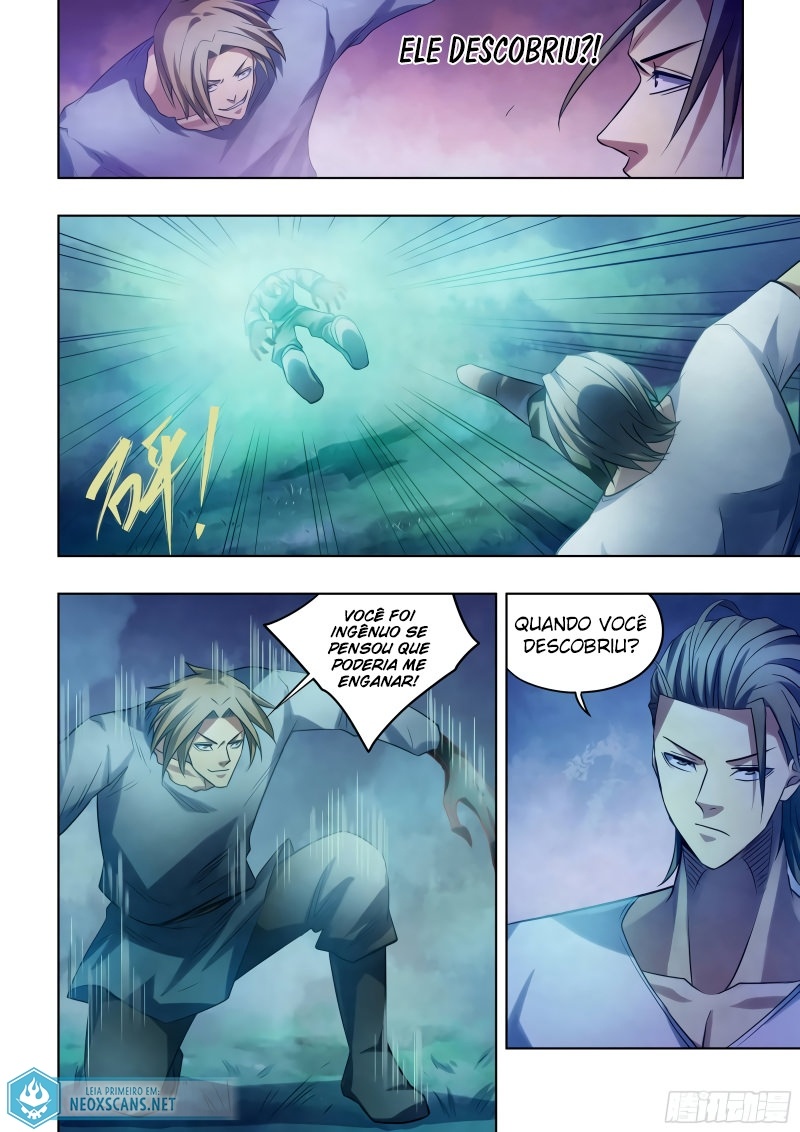 ELE DESCOBRIU?!
砰!
VOCÊ FOI
INGÊNUO SE
PENSOU QUE
PODERIA ME
ENGANAR!
QUANDO VOCÊ
DESCOBRIU?
LEIA PRIMEIRO EM:
NEOXSCANS.NET
腾讯动漫